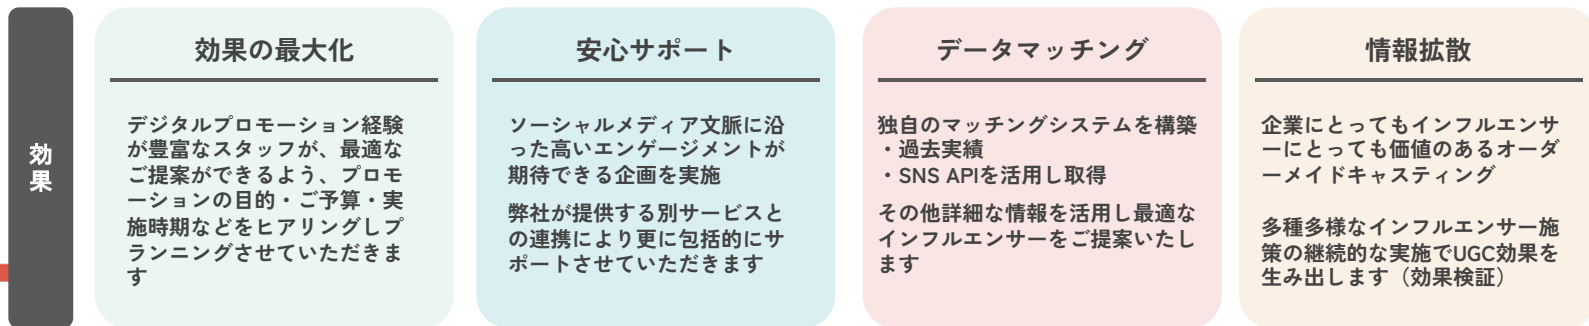 効果
効果の最大化
デジタルプロモーション経験
が豊富なスタッフが、最適な
ご提案ができるよう、プロモ
ーションの目的・ご予算・実
施時期などをヒアリングしプ
ランニングさせていただきま
す
安心サポート
ソーシャルメディア文脈に沿
った高いエンゲージメントが
期待できる企画を実施
弊社が提供する別サービスと
の連携により更に包括的にサ
ポートさせていただきます
データマッチング
独自のマッチングシステムを構築
・過去実績
・SNS APIを活用し取得
その他詳細な情報を活用し最適な
インフルエンサーをご提案いたし
ます
情報拡散
企業にとってもインフルエンサ
ーにとっても価値のあるオーダ
ーメイドキャスティング
多種多様なインフルエンサー施
策の継続的な実施でUGC効果を
生み出します（効果検証）